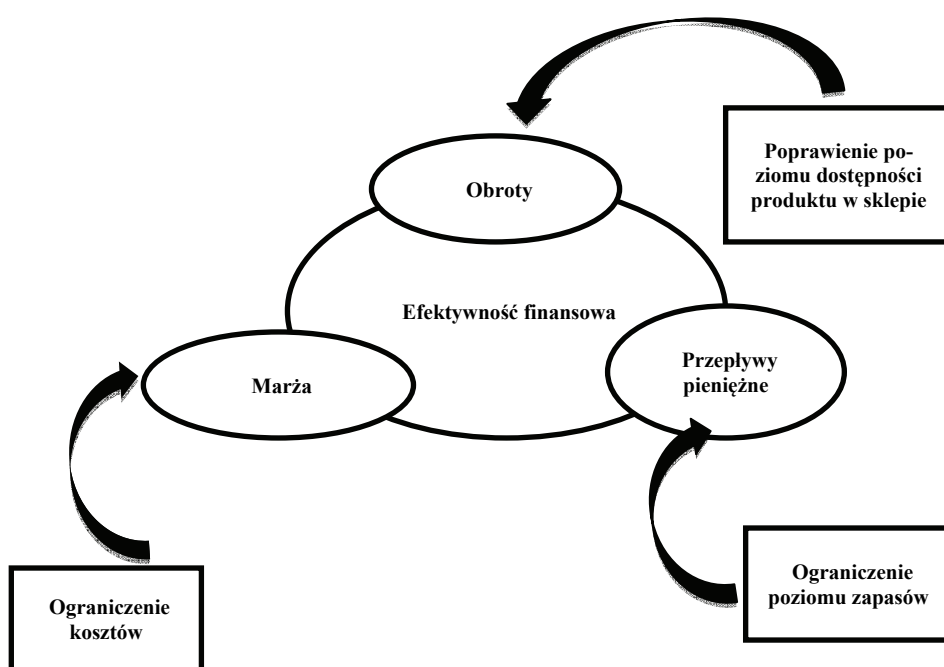 Poprawienie po-
ziomu dostępności
produktu w sklepie
Obroty
Efektywność finansowa
Przepływy
pieniężne
Marża
Ograniczenie
poziomu zapasów
Ograniczenie
kosztów